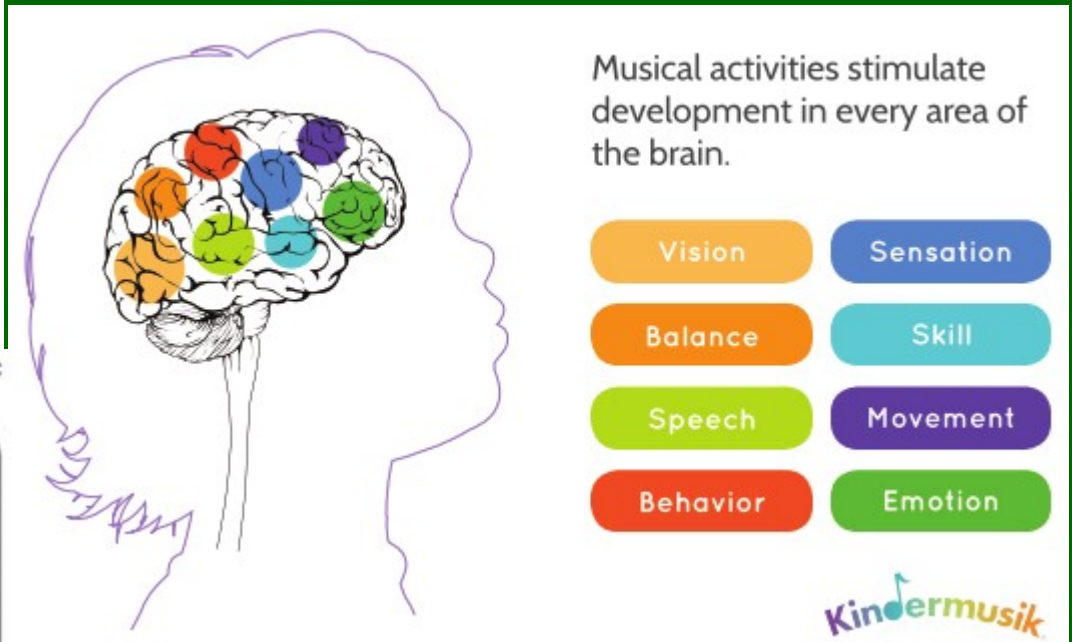 Musical activities stimulate
development in every area of
the brain.
Vision
Sensation
Balance
Skill
Speech
Movement
Behavior
Emotion
Kindermusik